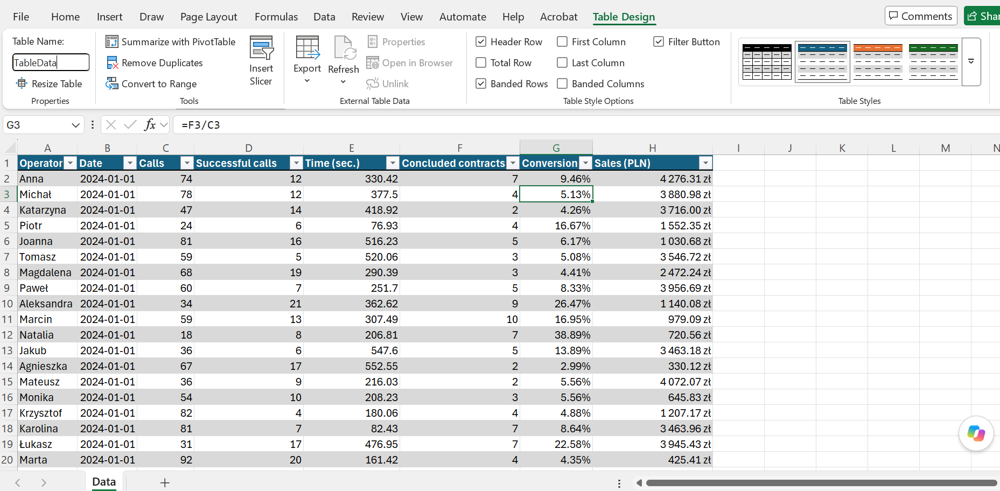 File Home Insert Draw Page Layout Formulas Data Review View Automate Help Acrobat Table Design Comments
Table Name: Summarize with PivotTable Properties Header Row First Column Filter Button
TableData Remove Duplicates Insert Slicer Export Refresh Open in Browser Total Row Last Column
Resize Table Convert to Range Unlink Banded Rows Banded Columns
Properties Tools External Table Data Table Style Options Table Styles
G3 fx =F3/C3
A B C D E F G H I J K L M N
1 Operator Date Calls Successful calls Time (sec.) Concluded contracts Conversion Sales (PLN)
2 Anna 2024-01-01 74 12 330.42 7 9.46% 4 276.31 zł
3 Michał 2024-01-01 78 12 377.5 4 5.13% 3 880.98 zł
4 Katarzyna 2024-01-01 47 14 418.92 2 4.26% 3 716.00 zł
5 Piotr 2024-01-01 24 6 76.93 4 16.67% 1 552.35 zł
6 Joanna 2024-01-01 81 16 516.23 5 6.17% 1 030.68 zł
7 Tomasz 2024-01-01 59 5 520.06 3 5.08% 3 546.72 zł
8 Magdalena 2024-01-01 68 19 290.39 3 4.41% 2 472.24 zł
9 Paweł 2024-01-01 60 7 251.7 5 8.33% 3 956.69 zł
10 Aleksandra 2024-01-01 34 21 362.62 9 26.47% 1 140.08 zł
11 Marcin 2024-01-01 59 13 307.49 10 16.95% 979.09 zł
12 Natalia 2024-01-01 18 8 206.81 7 38.89% 720.56 zł
13 Jakub 2024-01-01 36 6 547.6 5 13.89% 3 463.18 zł
14 Agnieszka 2024-01-01 67 17 552.55 2 2.99% 330.12 zł
15 Mateusz 2024-01-01 36 9 216.03 2 5.56% 4 072.07 zł
16 Monika 2024-01-01 54 10 208.23 3 5.56% 645.83 zł
17 Krzysztof 2024-01-01 82 4 180.06 4 4.88% 1 207.17 zł
18 Karolina 2024-01-01 81 7 82.43 7 8.64% 3 463.96 zł
19 Łukasz 2024-01-01 31 17 476.95 7 22.58% 3 945.43 zł
20 Marta 2024-01-01 92 20 161.42 4 4.35% 425.41 zł
Data